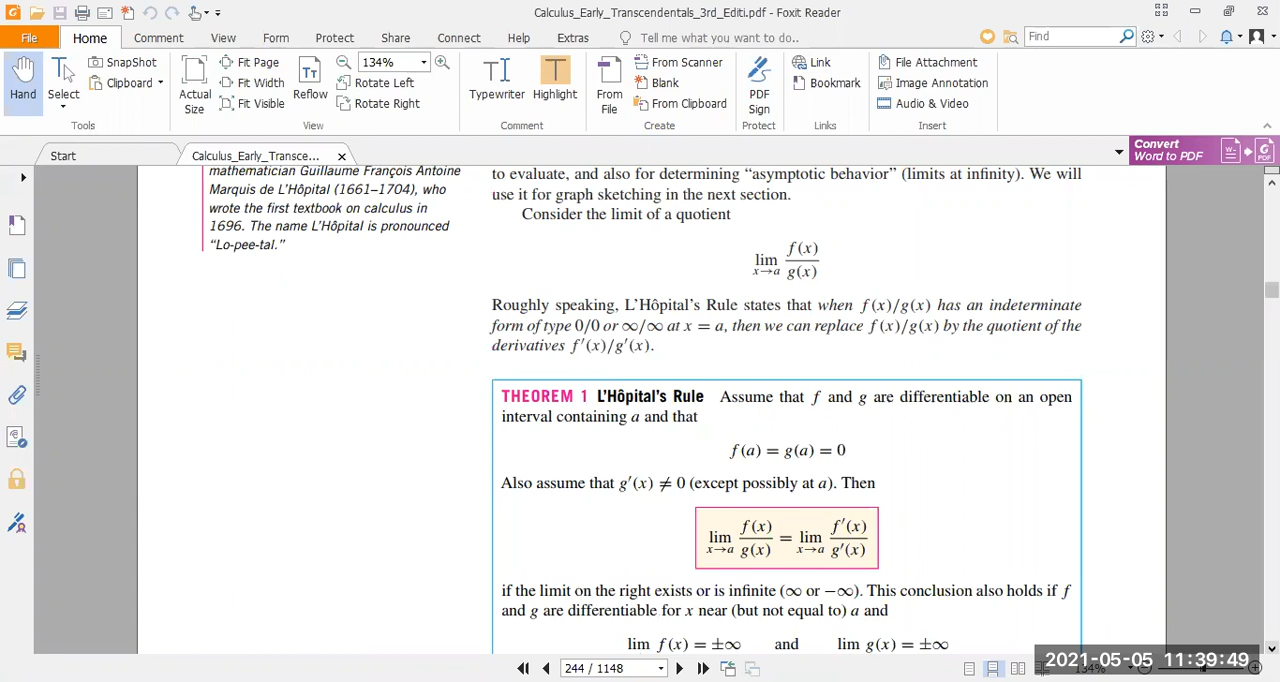 Calculus_Early_Transcendentals_3rd_Editi.pdf - Foxit Reader
File Home Comment View Form Protect Share Connect Help Extras Tell me what you want to do.. Find
Hand Select SnapShot Clipboard
Tools
Actual Size Fit Page Fit Width Fit Visible Reflow 134% Rotate Left Rotate Right
View
Typewriter Highlight
Comment
From File From Scanner Blank From Clipboard
Create
PDF Sign
Protect
Link Bookmark
Links
File Attachment Image Annotation Audio & Video
Insert
Start Calculus_Early_Transce...
Convert
Word to PDF
mathematician Guillaume François Antoine
Marquis de L'Hôpital (1661–1704), who
wrote the first textbook on calculus in
1696. The name L'Hôpital is pronounced
“Lo-pee-tal.”
to evaluate, and also for determining “asymptotic behavior” (limits at infinity). We will
use it for graph sketching in the next section.
Consider the limit of a quotient
lim x→a f(x)/g(x)
Roughly speaking, L'Hôpital's Rule states that when f(x)/g(x) has an indeterminate
form of type 0/0 or ∞/∞ at x = a, then we can replace f(x)/g(x) by the quotient of the
derivatives f′(x)/g′(x).
THEOREM 1 L'Hôpital's Rule Assume that f and g are differentiable on an open
interval containing a and that
f(a) = g(a) = 0
Also assume that g′(x) ≠ 0 (except possibly at a). Then
lim x→a f(x)/g(x) = lim x→a f′(x)/g′(x)
if the limit on the right exists or is infinite (∞ or −∞). This conclusion also holds if f
and g are differentiable for x near (but not equal to) a and
lim f(x) = ±∞ and lim g(x) = ±∞
244 / 1148
134%
2021-05-05 11:39:49